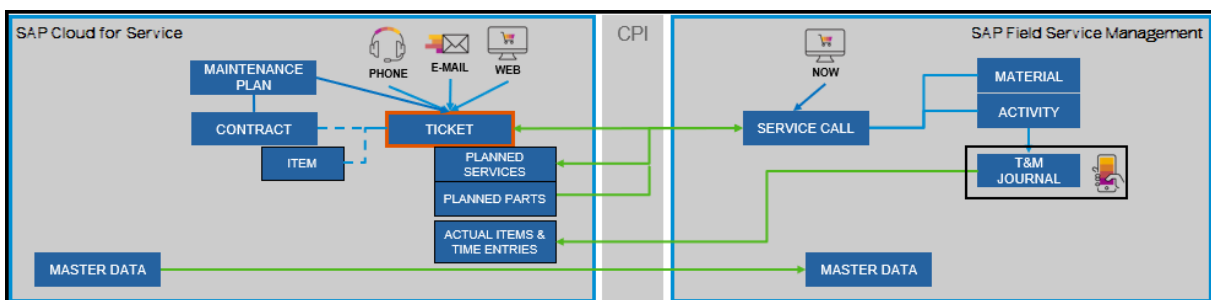 SAP Cloud for Service
CPI
SAP Field Service Management
PHONE
E-MAIL
WEB
NOW
MAINTENANCE
PLAN
MATERIAL
CONTRACT
TICKET
SERVICE CALL
ACTIVITY
ITEM
PLANNED
SERVICES
T&M
JOURNAL
PLANNED PARTS
ACTUAL ITEMS &
TIME ENTRIES
MASTER DATA
MASTER DATA